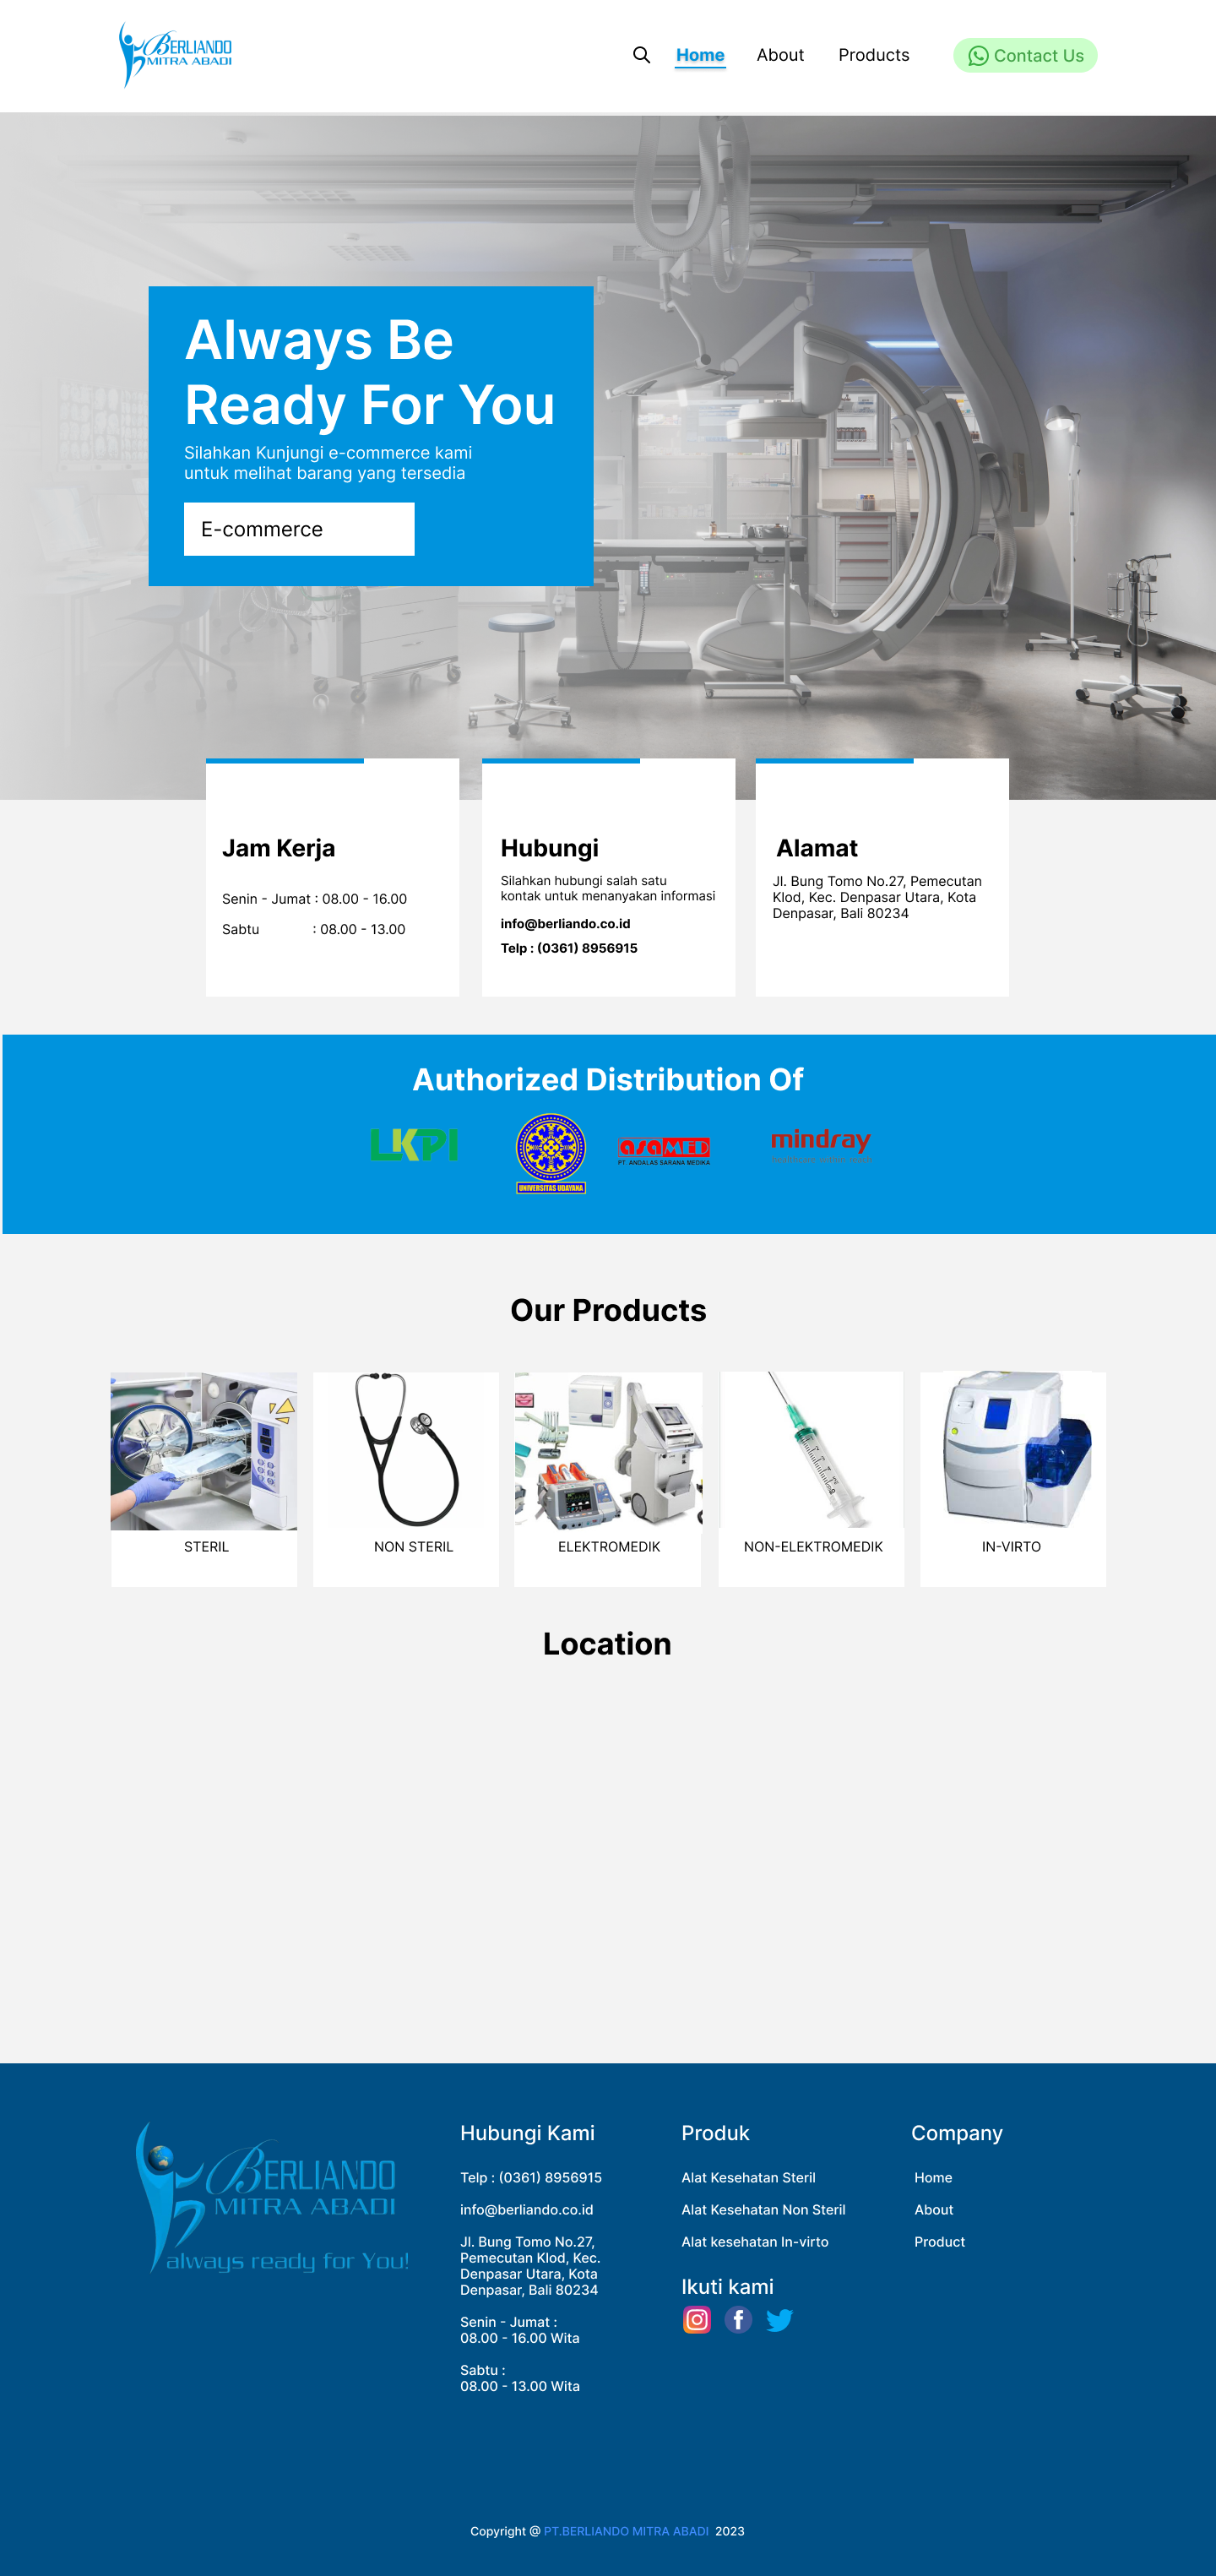 BERLIANDO
MITRA ABADI
Home
About
Products
Contact Us
Always Be
Ready For You
Silahkan Kunjungi e-commerce kami
untuk melihat barang yang tersedia
E-commerce
Jam Kerja
Senin - Jumat : 08.00 - 16.00
Sabtu : 08.00 - 13.00
Hubungi
Silahkan hubungi salah satu
kontak untuk menanyakan informasi
info@berliando.co.id
Telp : (0361) 8956915
Alamat
Jl. Bung Tomo No.27, Pemecutan
Klod, Kec. Denpasar Utara, Kota
Denpasar, Bali 80234
Authorized Distribution Of
LKPI
UNIVERSITAS UDAYANA
asaMED
PT. ANDALAS SARANA MEDIKA
mindray
Our Products
STERIL
NON STERIL
ELEKTROMEDIK
NON-ELEKTROMEDIK
IN-VIRTO
Location
BERLIANDO
MITRA ABADI
always ready for You!
Hubungi Kami
Telp : (0361) 8956915
info@berliando.co.id
Jl. Bung Tomo No.27,
Pemecutan Klod, Kec.
Denpasar Utara, Kota
Denpasar, Bali 80234
Senin - Jumat :
08.00 - 16.00 Wita
Sabtu :
08.00 - 13.00 Wita
Produk
Alat Kesehatan Steril
Alat Kesehatan Non Steril
Alat kesehatan In-virto
Ikuti kami
Company
Home
About
Product
Copyright @ PT.BERLIANDO MITRA ABADI 2023